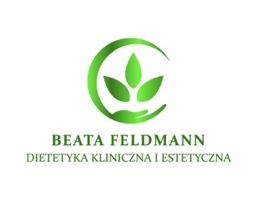 BEATA FELDMANN
DIETETYKA KLINICZNA I ESTETYCZNA